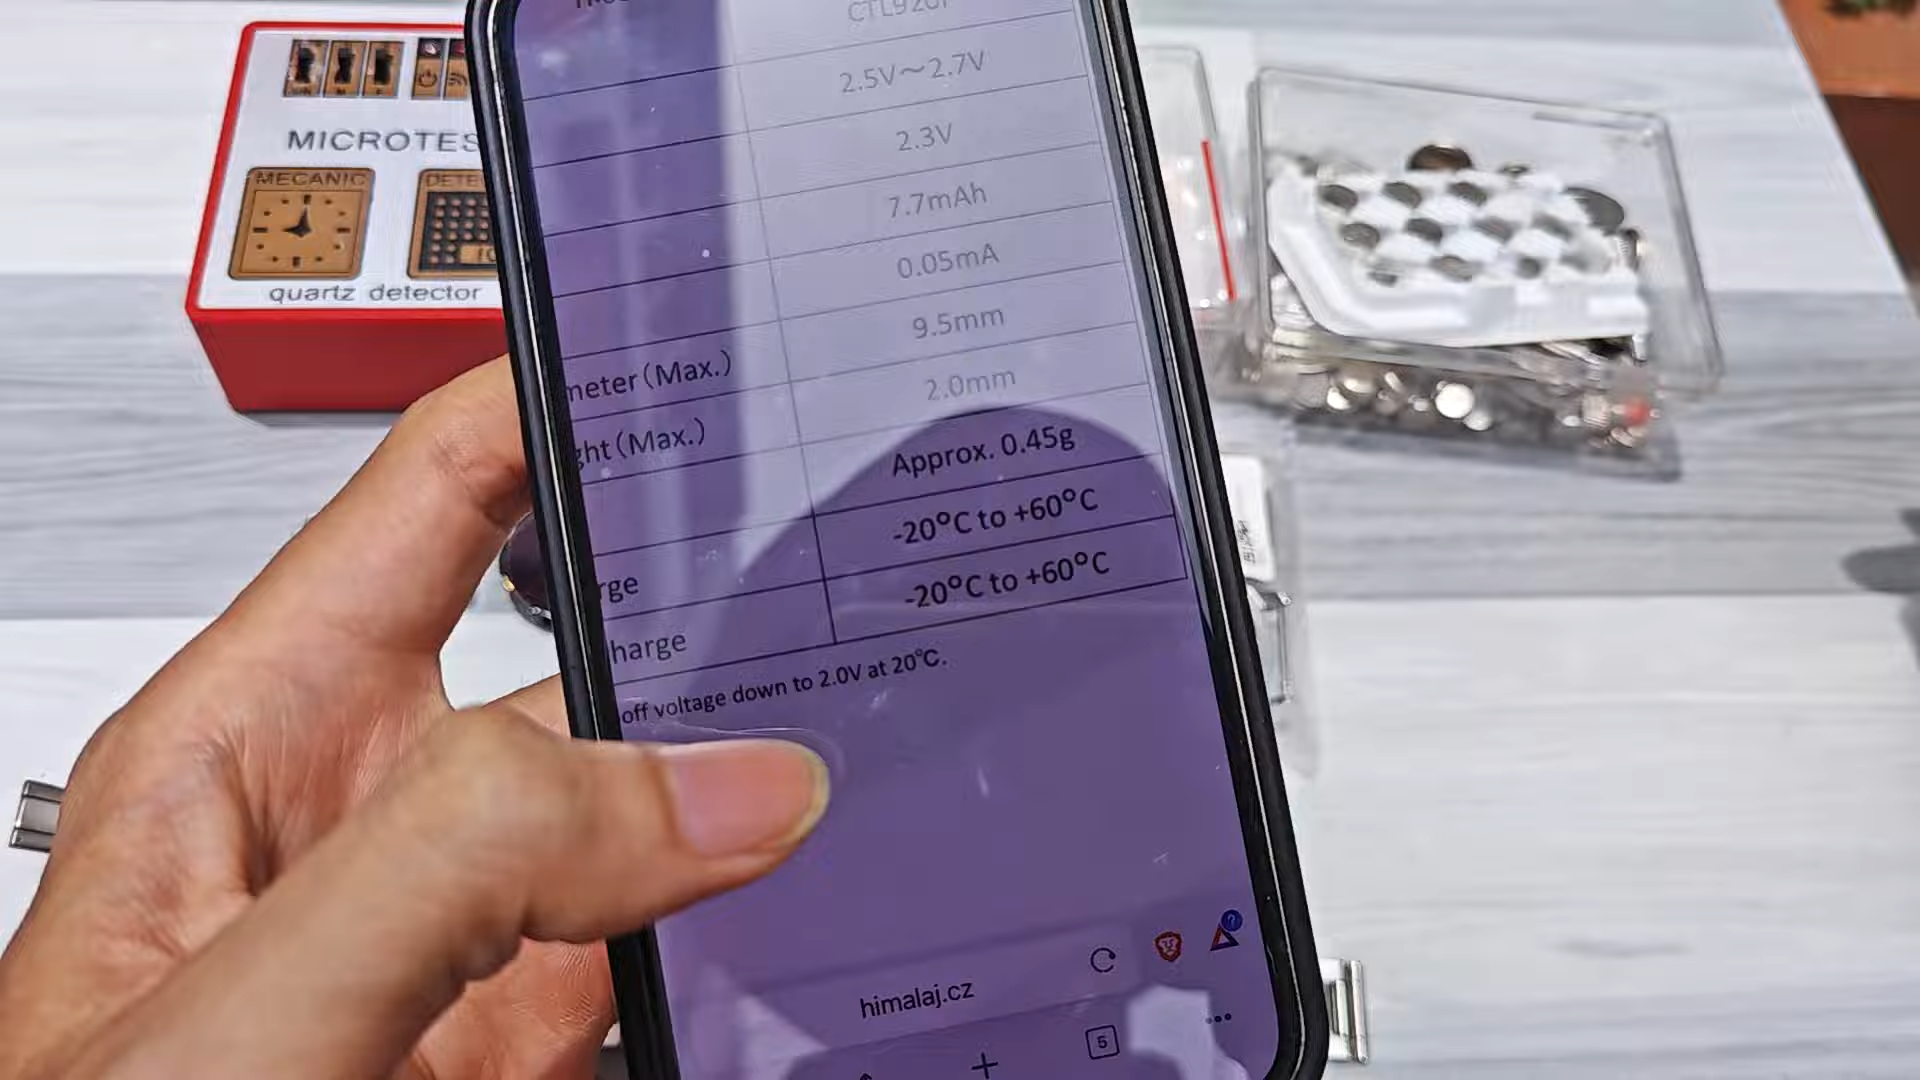 CTL920F
2.5V～2.7V
2.3V
7.7mAh
0.05mA
meter(Max.) 9.5mm
ght(Max.) 2.0mm
Approx. 0.45g
rge -20°C to +60°C
harge -20°C to +60°C
off voltage down to 2.0V at 20℃.
himalaj.cz
5
MICROTES
MECANIC
DETE
quartz detector